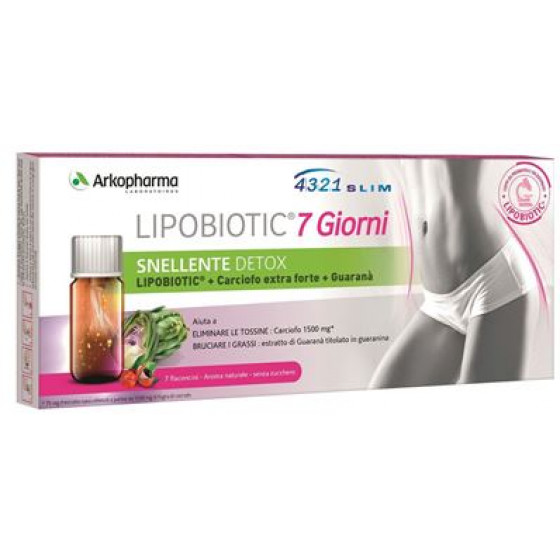 Arkopharma
LABORATOIRES
4321 SLIM
LIPOBIOTIC® 7 Giorni
SNELLENTE DETOX
LIPOBIOTIC® + Carciofo extra forte + Guaranà
Aiuta a
ELIMINARE LE TOSSINE : Carciofo 1500 mg*
BRUCIARE I GRASSI : estratto di Guaranà titolato in guaranina
7 flaconcini - Aroma naturale - senza zuccheri
LIPOBIOTIC®